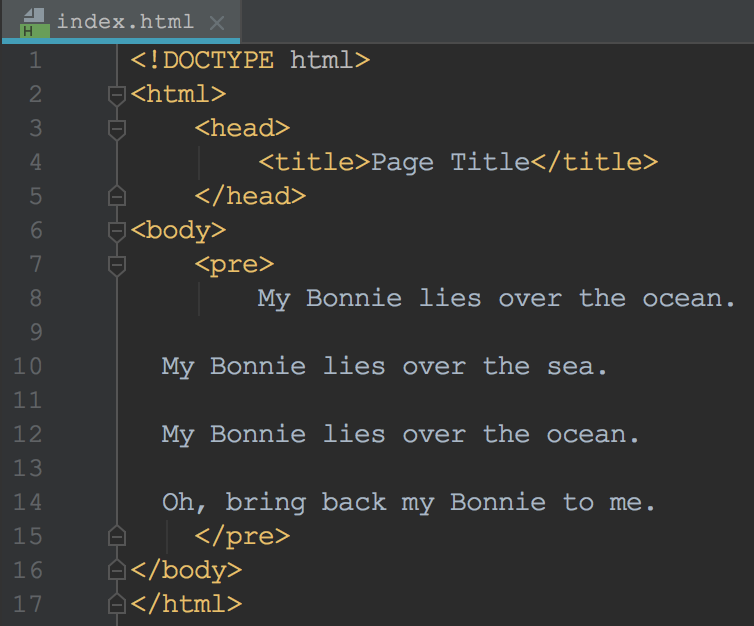 index.html
1 <!DOCTYPE html>
2 <html>
3     <head>
4         <title>Page Title</title>
5     </head>
6 <body>
7     <pre>
8         My Bonnie lies over the ocean.
9
10   My Bonnie lies over the sea.
11
12   My Bonnie lies over the ocean.
13
14   Oh, bring back my Bonnie to me.
15     </pre>
16 </body>
17 </html>